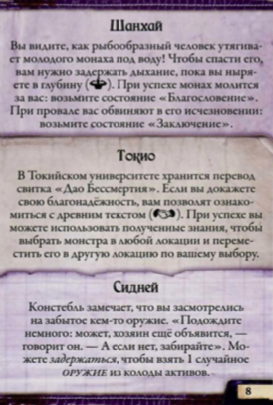 Шанхай
Вы видите, как рыбообразный человек утягива-
ет молодого монаха под воду! Чтобы спасти его,
вам нужно задержать дыхание, пока вы ныря-
ете в глубину ( ). При успехе монах молится
за вас: возьмите состояние «Благословение».
При провале вас обвиняют в его исчезновении:
возьмите состояние «Заключение».
Токио
В Токийском университете хранится перевод
свитка «Дао Бессмертия». Если вы докажете
свою благонадёжность, вам позволят ознако-
миться с древним текстом ( ). При успехе вы
можете использовать полученные знания, чтобы
выбрать монстра в любой локации и переме-
стить его в другую локацию по вашему выбору.
Сидней
Констебль замечает, что вы засмотрелись
на забытое кем-то оружие. «Подождите
немного: может, хозяин ещё объявится, —
говорит он. — А если нет, забирайте». Мо-
жете задержаться, чтобы взять 1 случайное
ОРУЖИЕ из колоды активов.
8